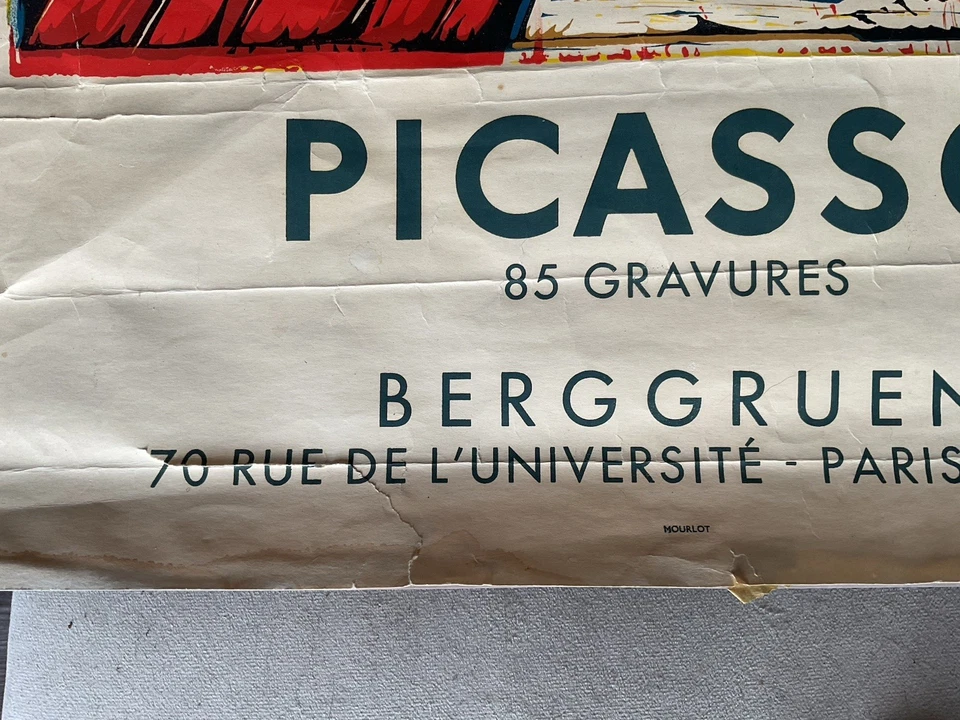 PICASSO
85 GRAVURES
BERGGRUEN
70 RUE DE L'UNIVERSITÉ - PARIS
MOURLOT